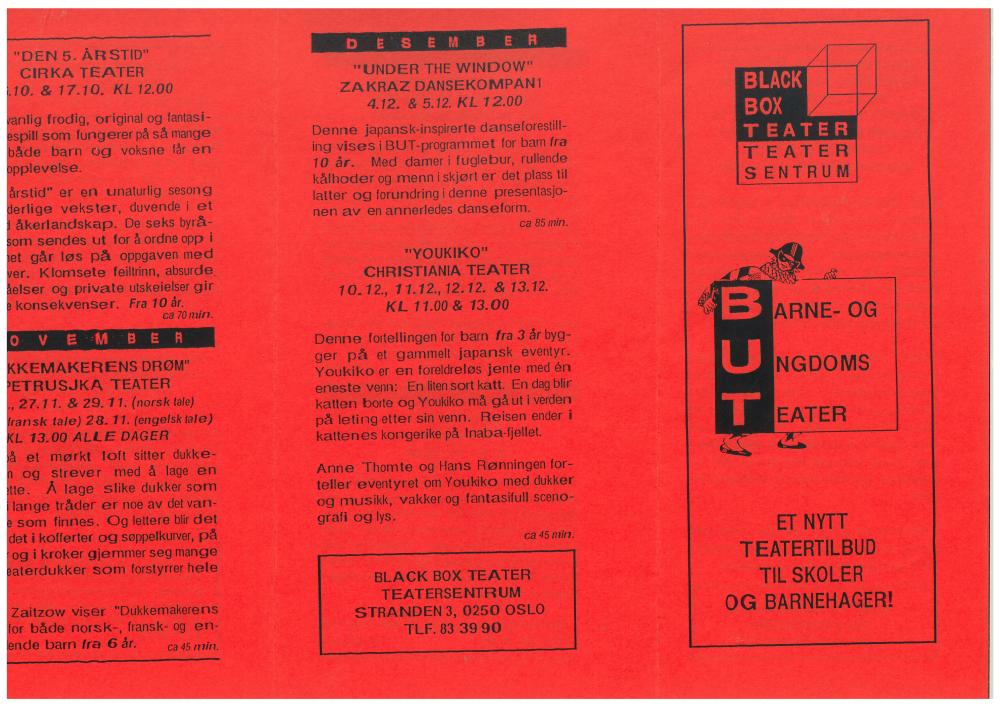 "DEN 5. ÅRSTID"
CIRKA TEATER
.10. & 17.10. KL 12.00
vanlig frodig, original og fantasi-
espill som fungerer på så mange
både barn og voksne får en
opplevelse.
årstid" er en unaturlig sesong
derlige vekster, duvende i et
åkerlandskap. De seks byrå-
som sendes ut for å ordne opp i
et går løs på oppgaven med
ver. Klomsete feiltrinn, absurde
elser og private utskeielser gir
konsekvenser. Fra 10 år.
ca 70 min.
OVEMBER
KKEMAKERENS DRØM"
PETRUSJKA TEATER
., 27.11. & 29.11. (norsk tale)
fransk tale) 28.11. (engelsk tale)
KL 13.00 ALLE DAGER
å et mørkt loft sitter dukke-
n og strever med å lage en
tte. Å lage slike dukker som
i lange tråder er noe av det van-
e som finnes. Og lettere blir det
det i kofferter og søppelkurver, på
og i kroker gjemmer seg mange
eaterdukker som forstyrrer hele
Zaitzow viser "Dukkemakerens
for både norsk-, fransk- og en-
ende barn fra 6 år.
ca 45 min.
DESEMBER
"UNDER THE WINDOW"
ZAKRAZ DANSEKOMPANI
4.12. & 5.12. KL 12.00
Denne japansk-inspirerte danseforestill-
ing vises i BUT-programmet for barn fra
10 år. Med damer i fuglebur, rullende
kålhoder og menn i skjørt er det plass til
latter og forundring i denne presentasjo-
nen av en annerledes danseform.
ca 85 min.
"YOUKIKO"
CHRISTIANIA TEATER
10.12., 11.12., 12.12. & 13.12.
KL 11.00 & 13.00
Denne fortellingen for barn fra 3 år byg-
ger på et gammelt japansk eventyr.
Youkiko er en foreldreløs jente med én
eneste venn: En liten sort katt. En dag blir
katten borte og Youkiko må gå ut i verden
på leting etter sin venn. Reisen ender i
kattenes kongerike på Inaba-fjellet.
Anne Thomte og Hans Rønningen for-
teller eventyret om Youkiko med dukker
og musikk, vakker og fantasifull sceno-
grafi og lys.
ca 45 min.
BLACK BOX TEATER
TEATERSENTRUM
STRANDEN 3, 0250 OSLO
TLF. 83 39 90
BLACK
BOX
TEATER
TEATER
SENTRUM
BARNE- OG
UNGDOMS
TEATER
ET NYTT
TEATERTILBUD
TIL SKOLER
OG BARNEHAGER!